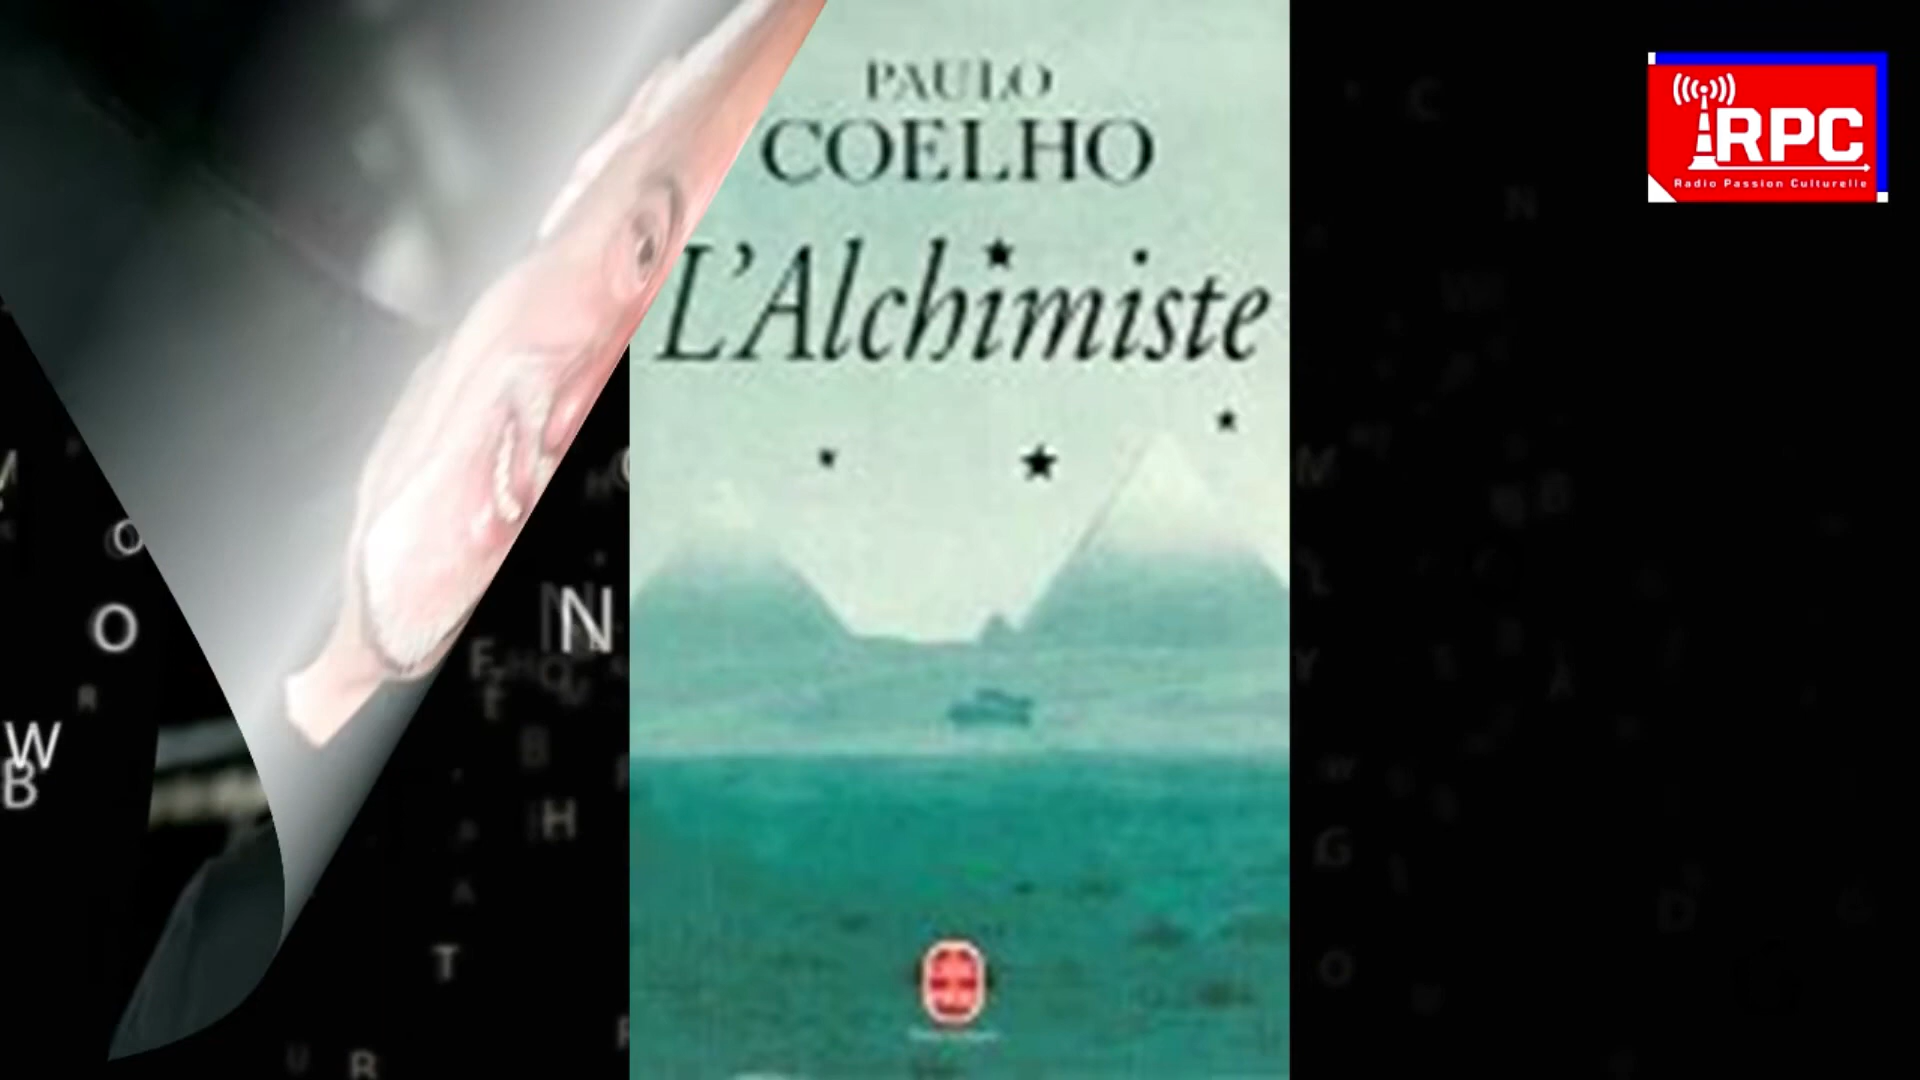 PAULO
COELHO
L'Alchimiste
RPC
Radio Passion Culturelle